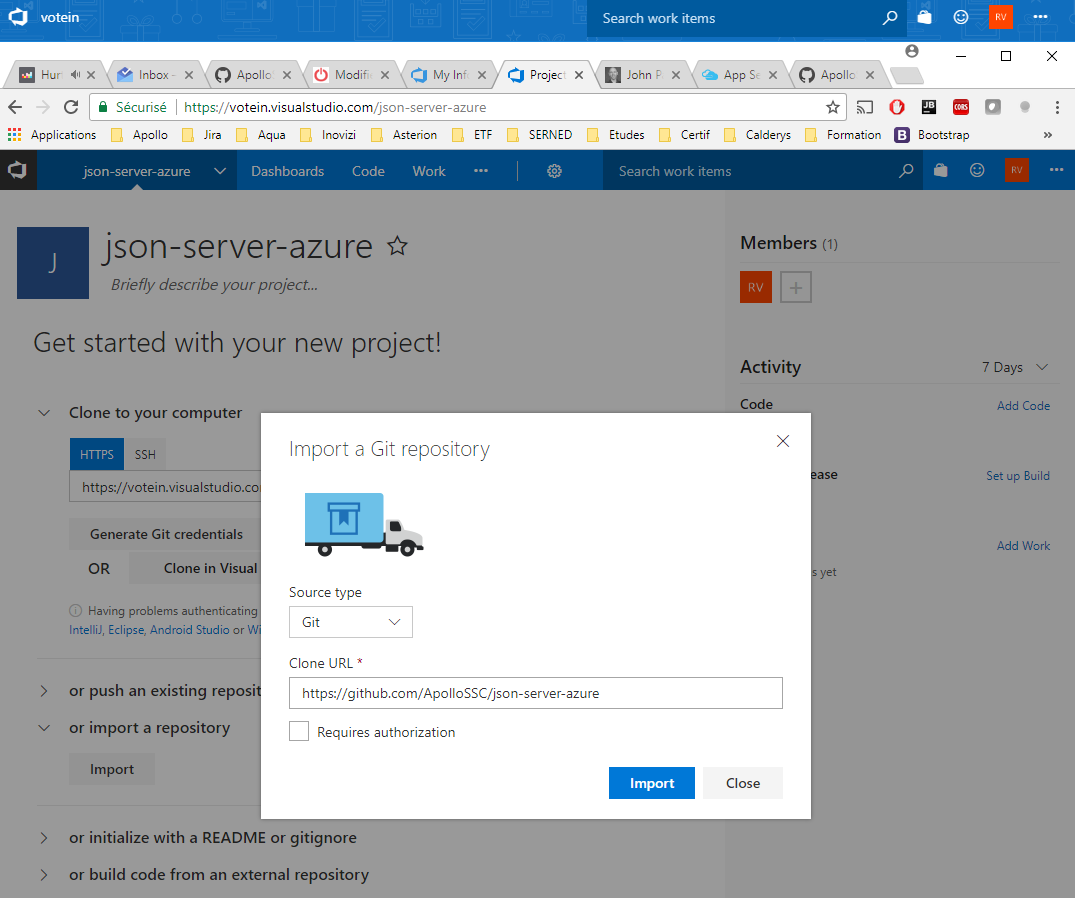 votein
Search work items
RV
Hur
Inbox -
Apollo
Modifi
My Inf
Project
John P
App Se
Apollo
Sécurisé
https://votein.visualstudio.com/json-server-azure
JB
CORS
Applications
Apollo
Jira
Aqua
Inovizi
Asterion
ETF
SERNED
Etudes
Certif
Calderys
Formation
B
Bootstrap
»
json-server-azure
Dashboards
Code
Work
Search work items
RV
J
json-server-azure
Briefly describe your project...
Members (1)
RV
Get started with your new project!
Activity
7 Days
Code
Add Code
Clone to your computer
HTTPS
SSH
https://votein.visualstudio.co
ease
Set up Build
Generate Git credentials
OR
Clone in Visual
Add Work
s yet
Having problems authenticating
IntelliJ, Eclipse, Android Studio or Wi
or push an existing reposit
or import a repository
Import
or initialize with a README or gitignore
or build code from an external repository
Import a Git repository
Source type
Git
Clone URL *
https://github.com/ApolloSSC/json-server-azure
Requires authorization
Import
Close